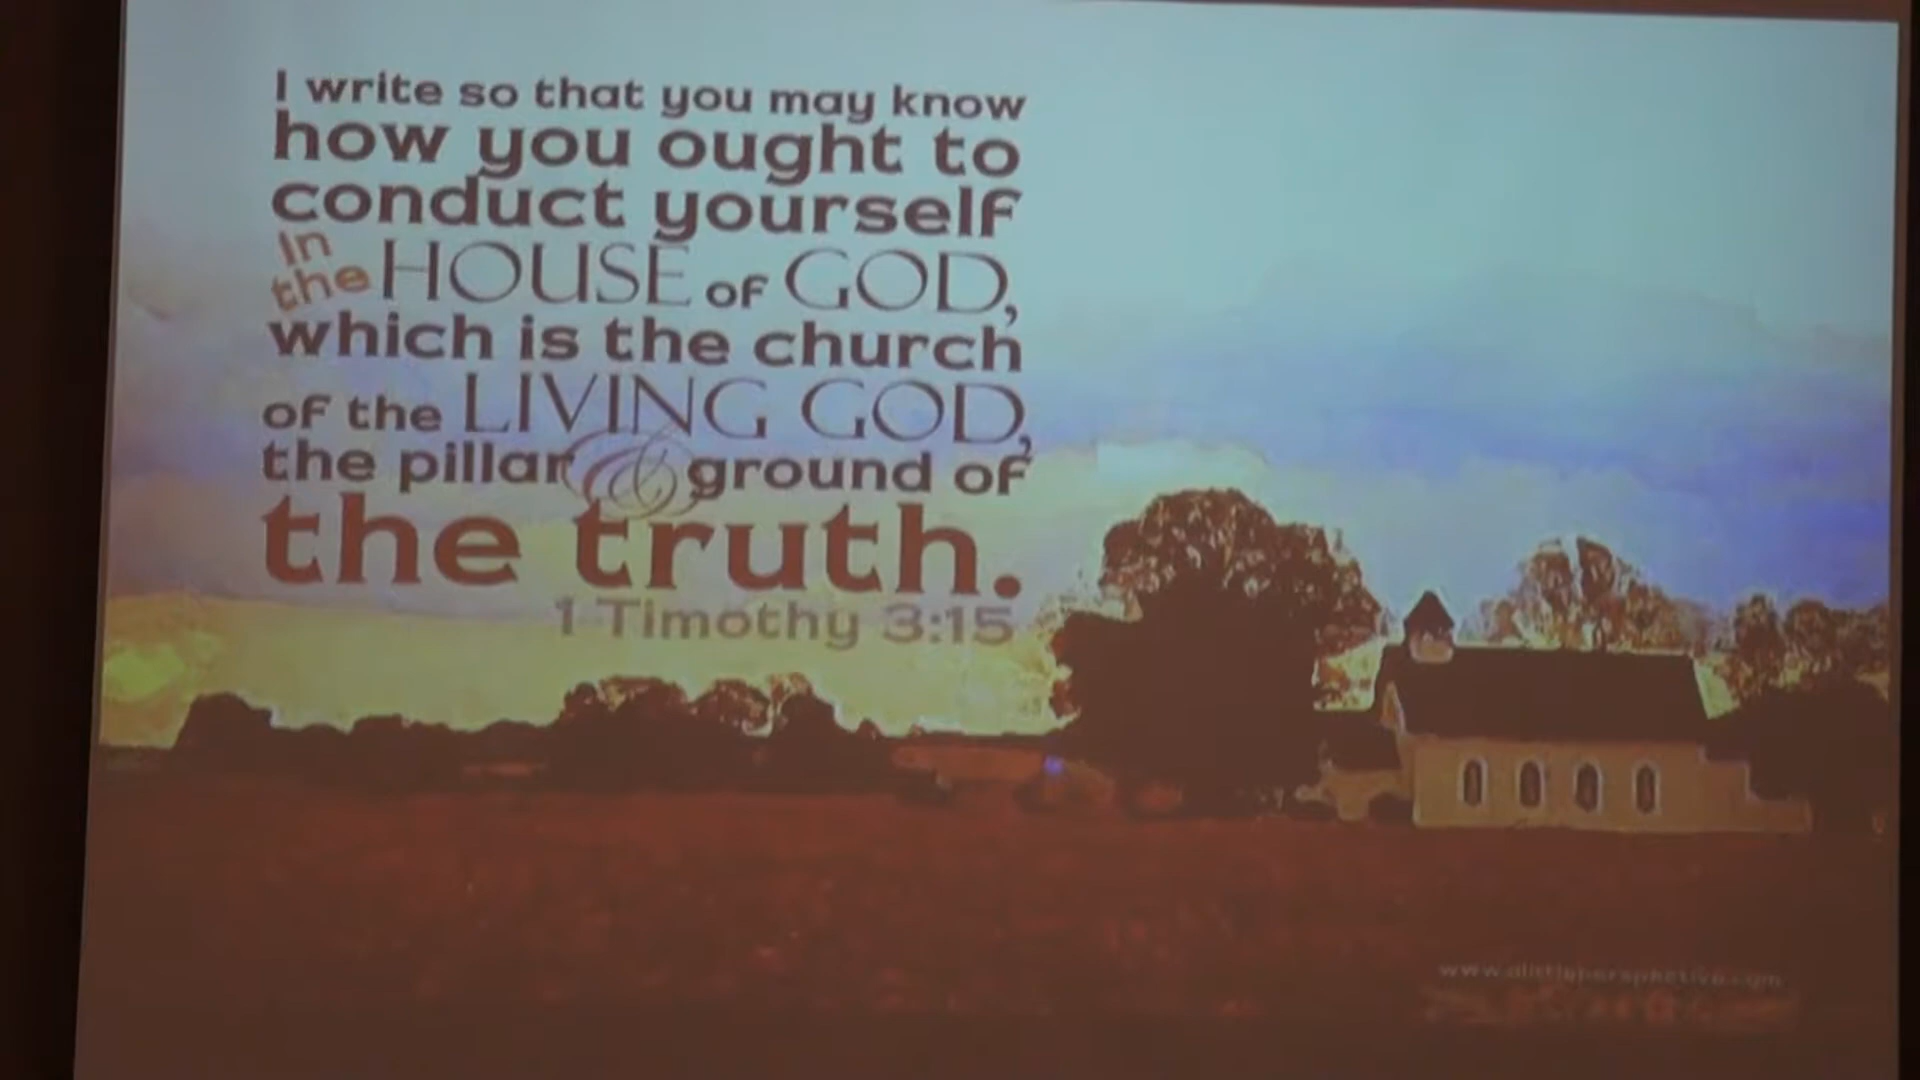 I write so that you may know
how you ought to
conduct yourself
In the HOUSE of GOD,
which is the church
of the LIVING GOD,
the pillar & ground of
the truth.
1 Timothy 3:15